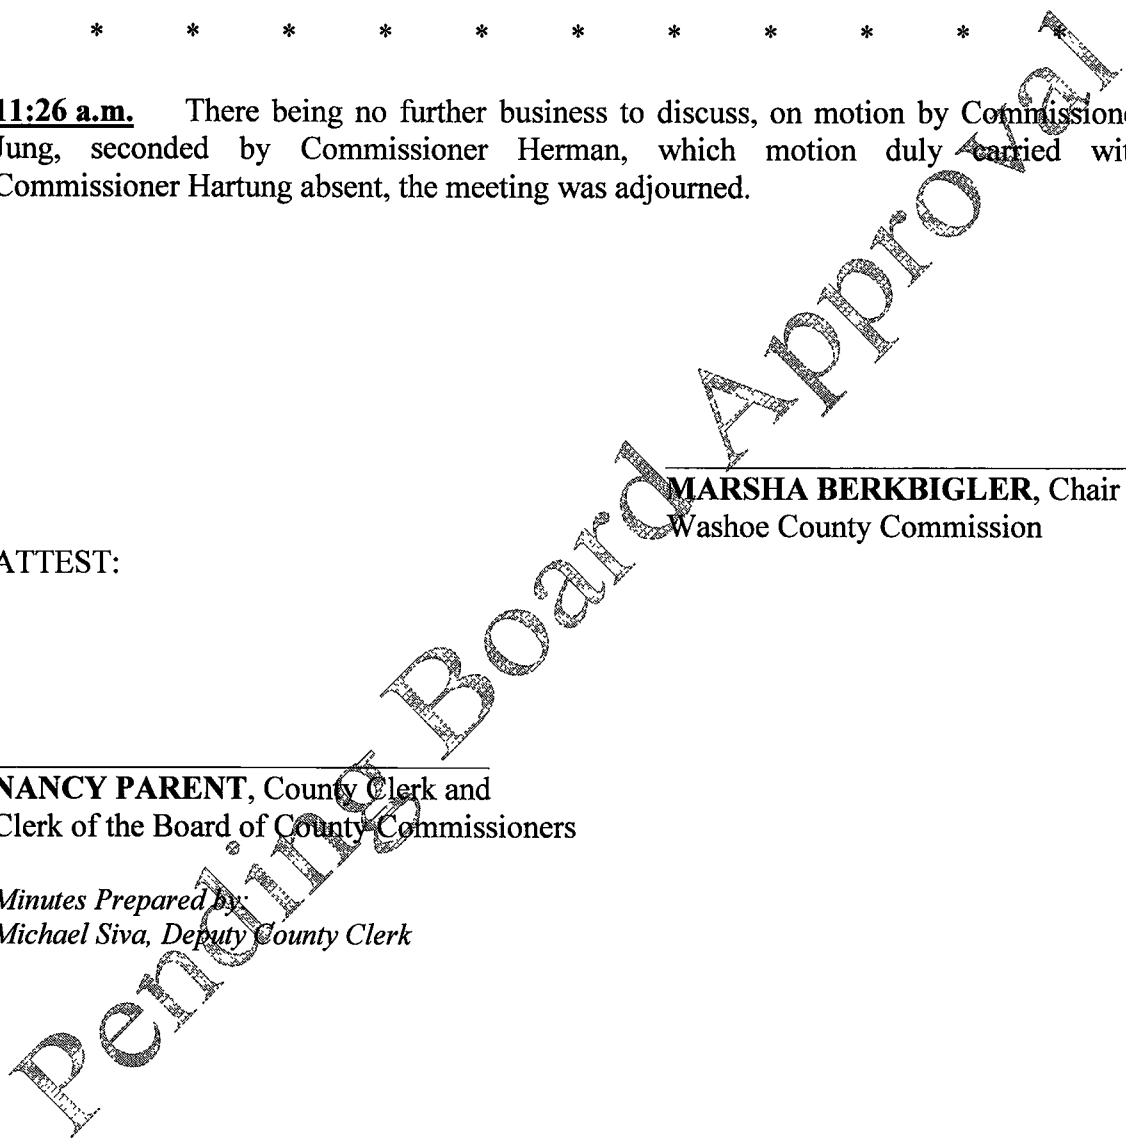 * * * * * * * * * * *
11:26 a.m. There being no further business to discuss, on motion by Commissione
Jung, seconded by Commissioner Herman, which motion duly carried wit
Commissioner Hartung absent, the meeting was adjourned.
MARSHA BERKBIGLER, Chair
Washoe County Commission
ATTEST:
NANCY PARENT, County Clerk and
Clerk of the Board of County Commissioners
Minutes Prepared by:
Michael Siva, Deputy County Clerk
Pending Board Approval